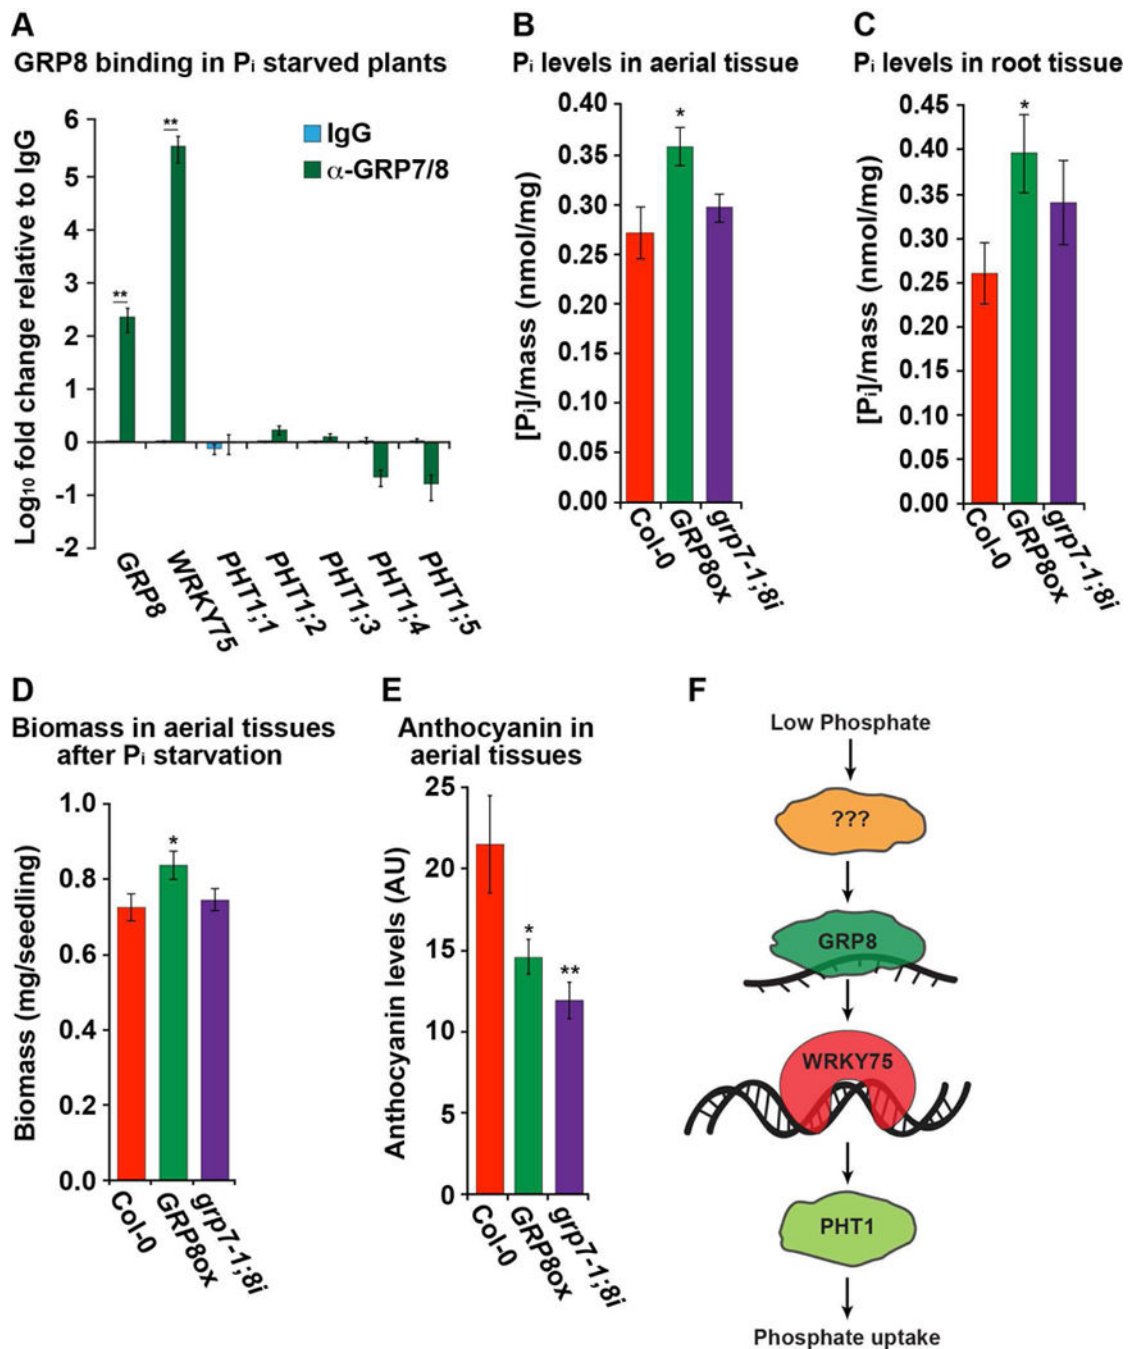 A
GRP8 binding in Pi starved plants
Log10 fold change relative to IgG
6
5
4
3
2
1
0
-1
-2
**
**
IgG
α-GRP7/8
GRP8
WRKY75
PHT1;1
PHT1;2
PHT1;3
PHT1;4
PHT1;5
B
Pi levels in aerial tissue
[Pi]/mass (nmol/mg)
0.40
0.35
0.30
0.25
0.30
0.15
0.10
0.05
0.00
*
Col-0
GRP8ox
grp7-1;8i
C
Pi levels in root tissue
[Pi]/mass (nmol/mg)
0.45
0.40
0.35
0.30
0.25
0.30
0.15
0.10
0.05
0.00
*
Col-0
GRP8ox
grp7-1;8i
D
Biomass in aerial tissues
after Pi starvation
Biomass (mg/seedling)
1.0
0.8
0.6
0.4
0.2
0.0
*
Col-0
GRP8ox
grp7-1;8i
E
Anthocyanin in
aerial tissues
Anthocyanin levels (AU)
25
20
15
10
5
0
*
**
Col-0
GRP8ox
grp7-1;8i
F
Low Phosphate
???
GRP8
WRKY75
PHT1
Phosphate uptake